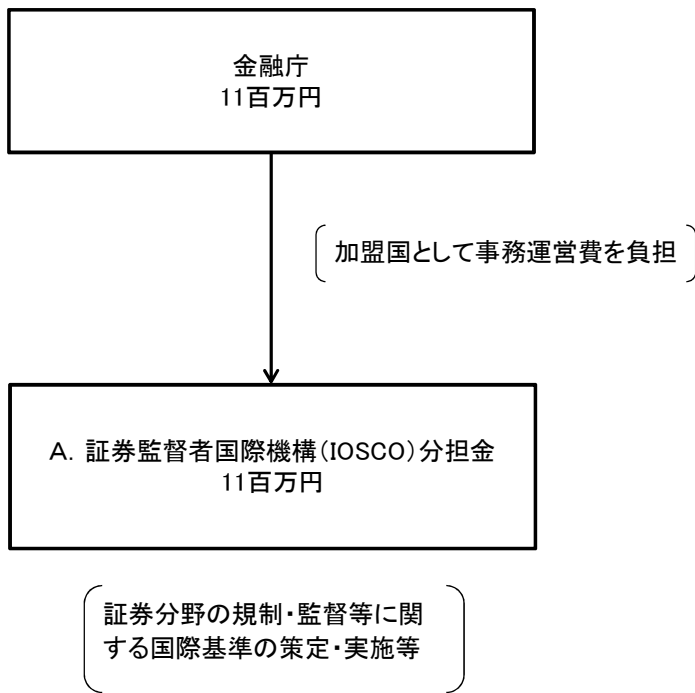 金融庁
11百万円
加盟国として事務運営費を負担
A．証券監督者国際機構（IOSCO）分担金
11百万円
証券分野の規制・監督等に関
する国際基準の策定・実施等